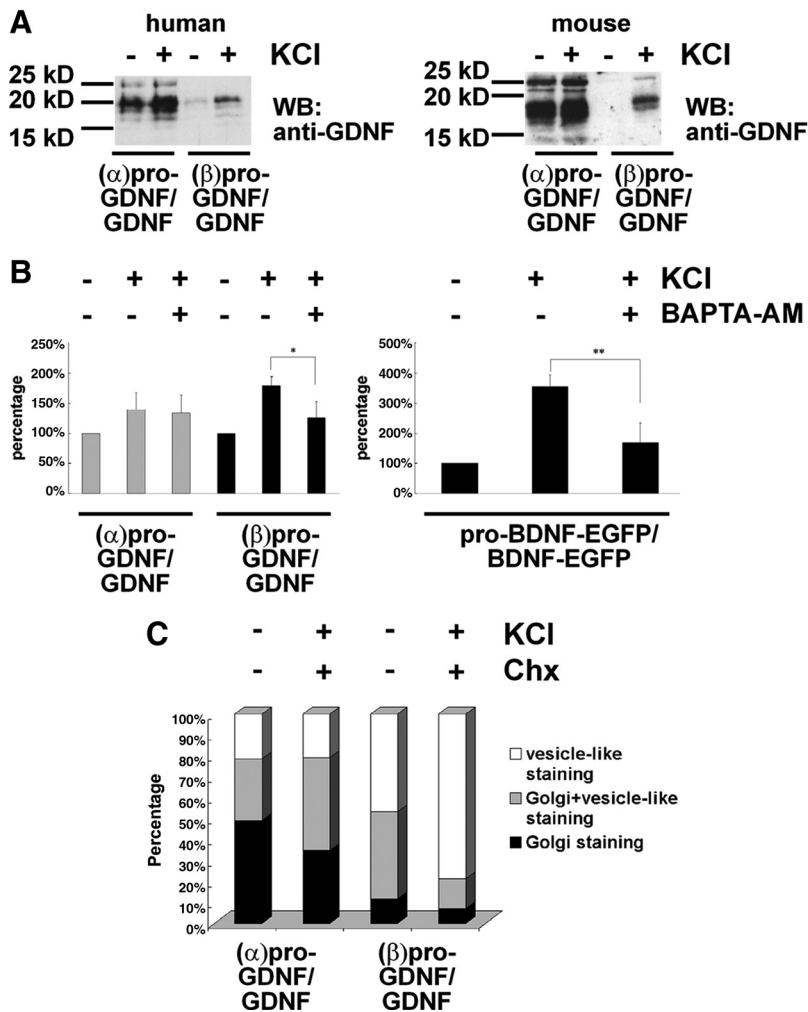 A
human
- + - + KCl
25 kD
20 kD
15 kD
WB:
anti-GDNF
(α)pro-
GDNF/
GDNF
(β)pro-
GDNF/
GDNF
mouse
- + - + KCl
25 kD
20 kD
15 kD
WB:
anti-GDNF
(α)pro-
GDNF/
GDNF
(β)pro-
GDNF/
GDNF
B
- + + - + + - + + KCl
- - + - - + - - + BAPTA-AM
percentage
250%
200%
150%
100%
50%
0%
*
(α)pro-
GDNF/
GDNF
(β)pro-
GDNF/
GDNF
percentage
500%
400%
300%
200%
100%
0%
**
pro-BDNF-EGFP/
BDNF-EGFP
C
- + - + KCl
- + - + Chx
Percentage
100%
90%
80%
70%
60%
50%
40%
30%
20%
10%
0%
vesicle-like
staining
Golgi+vesicle-like
staining
Golgi staining
(α)pro-
GDNF/
GDNF
(β)pro-
GDNF/
GDNF